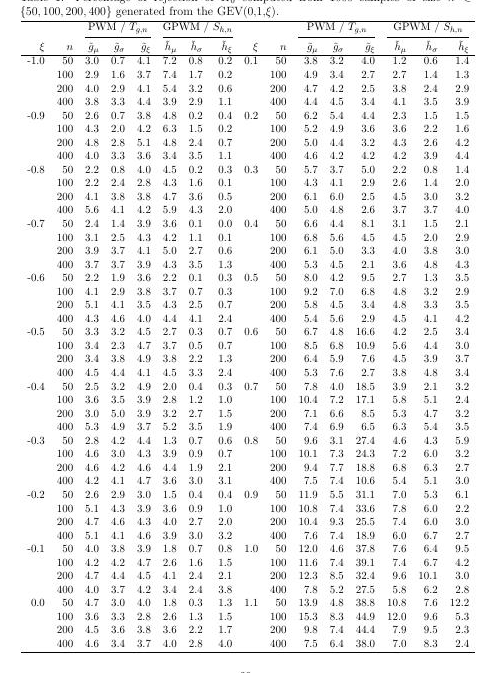 {50, 100, 200, 400} generated from the GEV(0,1,ξ).
PWM / T_{g,n} GPWM / S_{h,n} PWM / T_{g,n} GPWM / S_{h,n}
ξ n ḡ_μ ḡ_σ ḡ_ξ h̄_μ h̄_σ h̄_ξ ξ n ḡ_μ ḡ_σ ḡ_ξ h̄_μ h̄_σ h̄_ξ
-1.0 50 3.0 0.7 4.1 7.2 0.8 0.2 0.1 50 3.8 3.2 4.0 1.2 0.6 1.4
100 2.9 1.6 3.7 7.4 1.7 0.2 100 4.9 3.4 2.7 2.7 1.4 1.3
200 4.0 2.9 4.1 5.4 3.2 0.6 200 4.7 4.2 2.5 3.8 2.4 2.9
400 3.8 3.3 4.4 3.9 2.9 1.1 400 4.4 4.5 3.4 4.1 3.5 3.9
-0.9 50 2.6 0.7 3.8 4.8 0.2 0.4 0.2 50 6.2 5.4 4.4 2.3 1.5 1.5
100 4.3 2.0 4.2 6.3 1.5 0.2 100 5.2 4.9 3.6 3.6 2.2 1.6
200 4.8 2.8 5.1 4.8 2.4 0.7 200 5.0 4.4 3.2 4.3 2.6 4.2
400 4.0 3.3 3.6 3.4 3.5 1.1 400 4.6 4.2 4.2 4.2 3.9 4.4
-0.8 50 2.2 0.8 4.0 4.5 0.2 0.3 0.3 50 5.7 3.7 5.0 2.2 0.8 1.4
100 2.2 2.4 2.8 4.3 1.6 0.1 100 4.3 4.1 2.9 2.6 1.4 2.0
200 4.1 3.8 3.8 4.7 3.6 0.5 200 6.1 6.0 2.5 4.5 3.0 3.2
400 5.6 4.1 4.2 5.9 4.3 2.0 400 5.0 4.8 2.6 3.7 3.7 4.0
-0.7 50 2.4 1.4 3.9 3.6 0.1 0.0 0.4 50 6.6 4.4 8.1 3.1 1.5 2.1
100 3.1 2.5 4.3 4.2 1.1 0.1 100 6.8 5.6 4.5 4.5 2.0 2.9
200 3.9 3.7 4.1 5.0 2.7 0.6 200 6.1 5.0 3.3 4.0 3.8 3.0
400 3.7 3.7 3.9 4.3 3.5 1.3 400 5.3 4.5 2.1 3.6 4.8 4.3
-0.6 50 2.2 1.9 3.6 2.2 0.1 0.3 0.5 50 8.0 4.2 9.5 2.7 1.3 3.5
100 4.1 2.9 3.8 3.7 0.7 0.3 100 9.2 7.0 6.8 4.8 3.2 2.9
200 5.1 4.1 3.5 4.3 2.5 0.7 200 5.8 4.5 3.4 4.8 3.3 3.5
400 4.3 4.6 4.0 4.4 4.1 2.4 400 5.4 5.6 2.9 4.5 4.1 4.2
-0.5 50 3.3 3.2 4.5 2.7 0.3 0.7 0.6 50 6.7 4.8 16.6 4.2 2.5 3.4
100 3.4 2.3 4.7 3.7 0.5 0.7 100 8.5 6.8 10.9 5.6 4.4 3.0
200 3.4 3.8 4.9 3.8 2.2 1.3 200 6.4 5.9 7.6 4.5 3.9 3.7
400 4.5 4.4 4.1 4.5 3.3 2.4 400 5.3 7.6 2.7 3.8 4.8 3.4
-0.4 50 2.5 3.2 4.9 2.0 0.4 0.3 0.7 50 7.8 4.0 18.5 3.9 2.1 3.2
100 3.6 3.5 3.9 2.8 1.2 1.0 100 10.4 7.2 17.1 5.8 5.1 2.4
200 3.0 5.0 3.9 3.2 2.7 1.5 200 7.1 6.6 8.5 5.3 4.7 3.2
400 5.3 4.9 3.7 5.2 3.5 1.9 400 7.4 6.9 6.5 6.3 5.4 3.5
-0.3 50 2.8 4.2 4.4 1.3 0.7 0.6 0.8 50 9.6 3.1 27.4 4.6 4.3 5.9
100 4.6 3.0 4.3 3.9 0.9 0.7 100 10.1 7.3 24.3 7.2 6.0 3.2
200 4.6 4.2 4.6 4.4 1.9 2.1 200 9.4 7.7 18.8 6.8 6.3 2.7
400 4.2 4.1 4.7 3.6 3.0 3.1 400 7.5 7.4 10.6 5.4 5.1 3.0
-0.2 50 2.6 2.9 3.0 1.5 0.4 0.4 0.9 50 11.9 5.5 31.1 7.0 5.3 6.1
100 5.1 4.3 3.9 3.6 0.9 1.0 100 10.8 7.4 33.6 7.8 6.0 2.2
200 4.7 4.6 4.3 4.0 2.7 2.0 200 10.4 9.3 25.5 7.4 6.0 3.0
400 5.1 4.1 4.6 3.9 3.0 3.2 400 7.6 7.4 18.9 6.0 6.7 2.7
-0.1 50 4.0 3.8 3.9 1.8 0.7 0.8 1.0 50 12.0 4.6 37.8 7.6 6.4 9.5
100 4.2 4.2 4.7 2.6 1.6 1.5 100 11.6 7.4 39.1 7.4 6.7 4.2
200 4.7 4.4 4.5 4.1 2.4 2.1 200 12.3 8.5 32.4 9.6 10.1 3.0
400 4.0 3.7 4.2 3.4 2.4 3.8 400 7.8 5.2 27.5 5.8 6.2 2.8
0.0 50 4.7 3.0 4.0 1.8 0.3 1.3 1.1 50 13.9 4.8 38.8 10.8 7.6 12.2
100 3.6 3.3 2.8 2.6 1.3 1.5 100 15.3 8.3 44.9 12.0 9.6 5.3
200 4.5 3.6 3.8 3.6 2.2 1.7 200 9.8 7.4 44.4 7.9 9.5 2.3
400 4.6 3.4 3.7 4.0 2.8 4.0 400 7.5 6.4 38.0 7.0 8.3 2.4